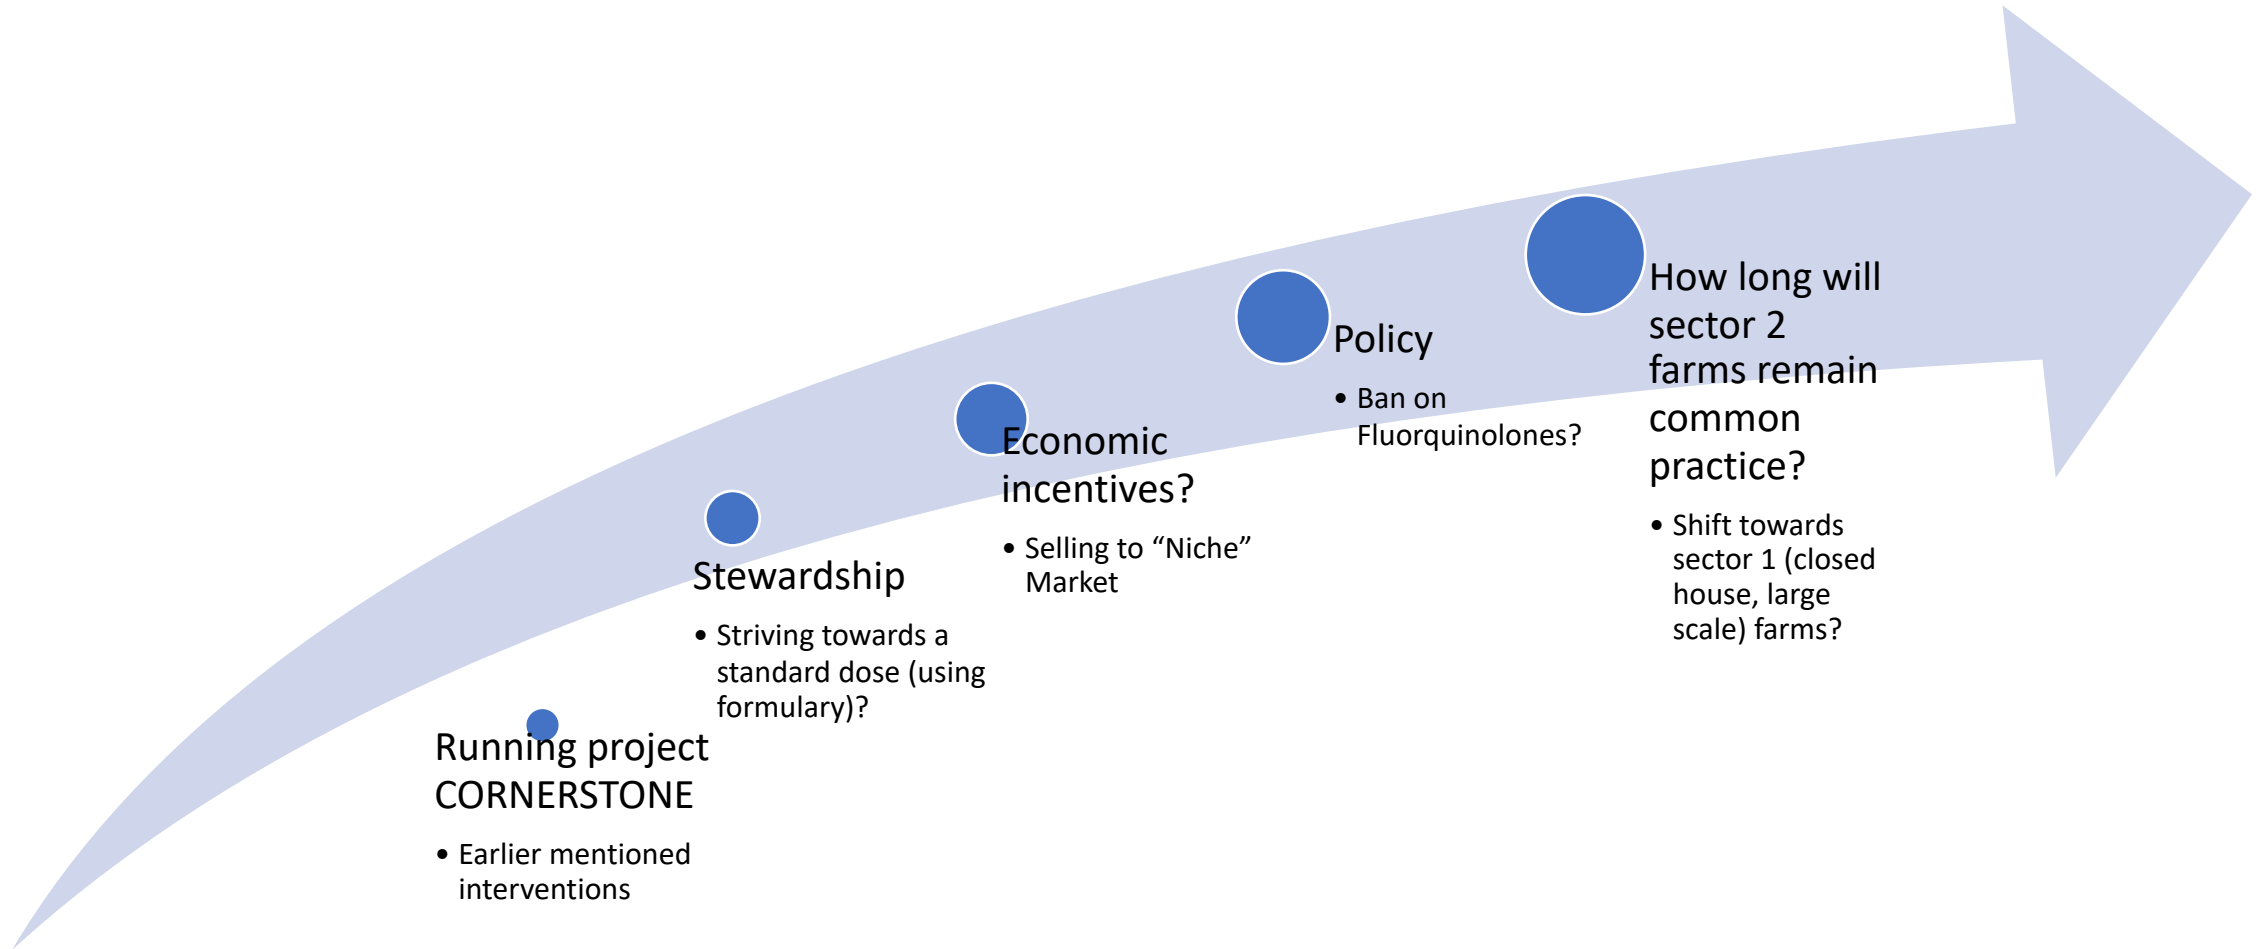 Running project
CORNERSTONE
• Earlier mentioned
interventions
Stewardship
• Striving towards a
standard dose (using
formulary)?
Economic
incentives?
• Selling to “Niche”
Market
Policy
• Ban on
Fluorquinolones?
How long will
sector 2
farms remain
common
practice?
• Shift towards
sector 1 (closed
house, large
scale) farms?